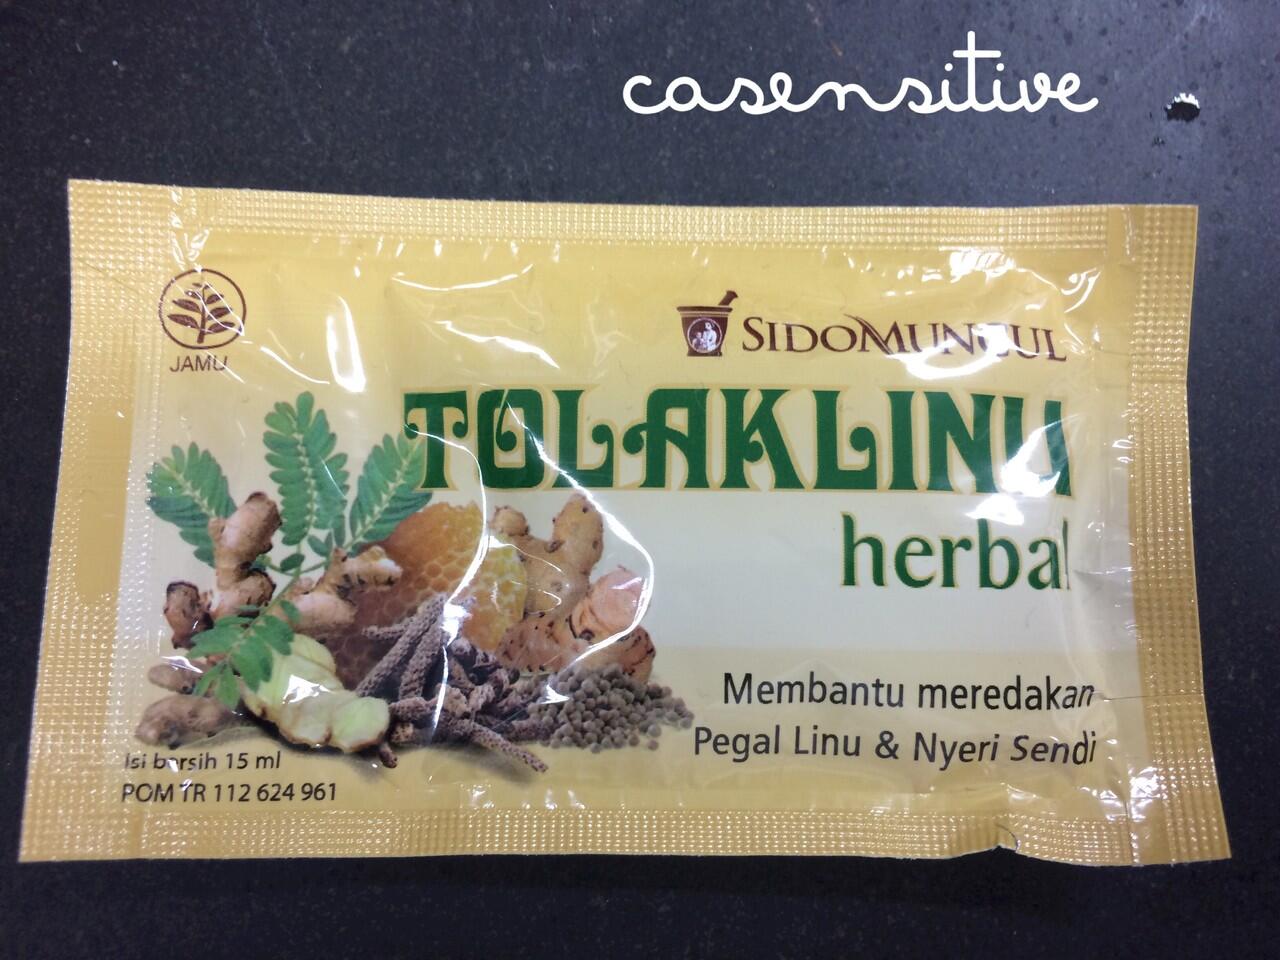 casensitive
JAMU
SIDOMUNCUL
TOLAKLINU
herbal
Membantu meredakan
Pegal Linu & Nyeri Sendi
Isi bersih 15 ml
POM TR 112 624 961